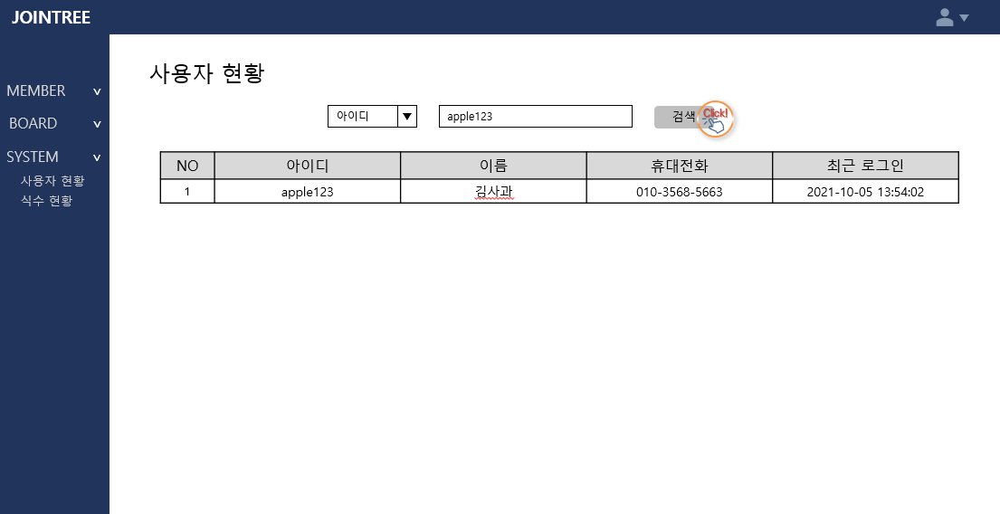 JOINTREE
MEMBER
BOARD
SYSTEM
사용자 현황
식수 현황
사용자 현황
아이디 ▼ apple123 검색 Click!
NO 아이디 이름 휴대전화 최근 로그인
1 apple123 김사과 010-3568-5663 2021-10-05 13:54:02